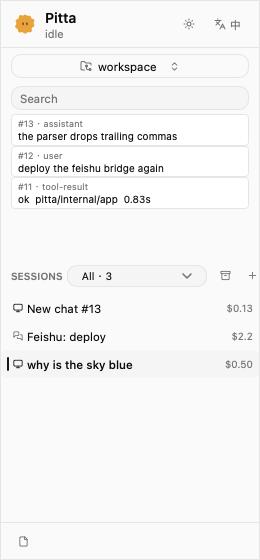 Pitta
idle
中
workspace
Search
#13 · assistant
the parser drops trailing commas
#12 · user
deploy the feishu bridge again
#11 · tool-result
ok pitta/internal/app 0.83s
SESSIONS All · 3
New chat #13 $0.13
Feishu: deploy $2.2
why is the sky blue $0.50